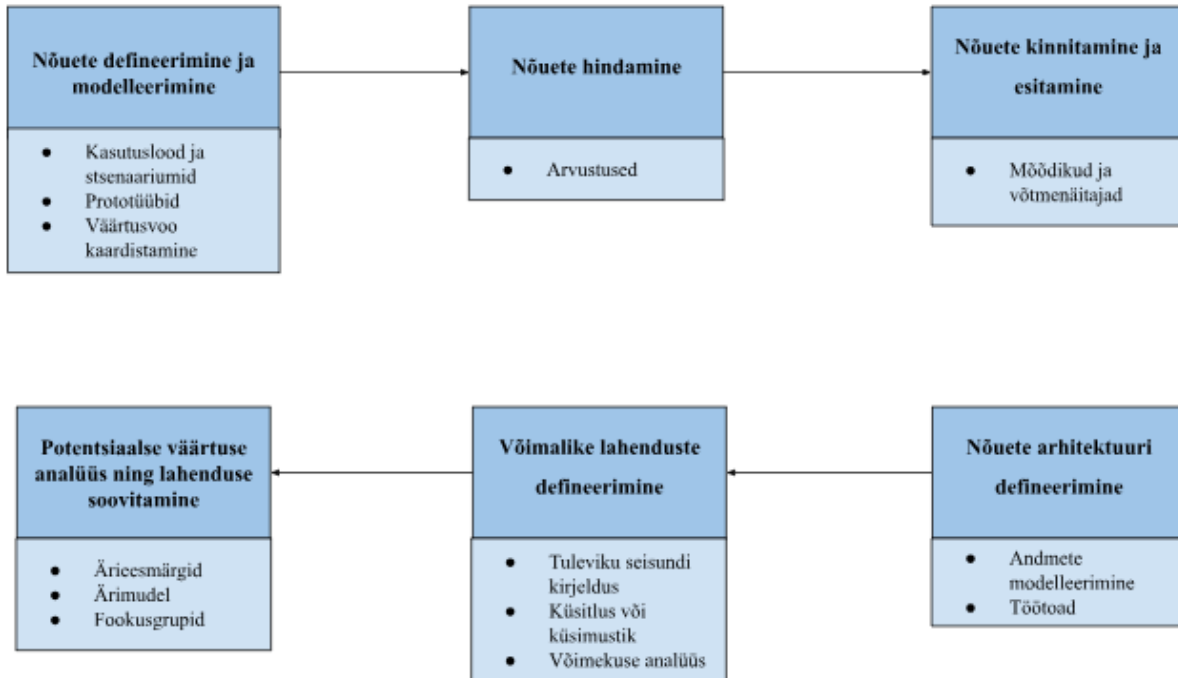 Nõuete defineerimine ja
modelleerimine
● Kasutuslood ja
stsenaariumid
● Prototüübid
● Väärtusvoo
kaardistamine
Nõuete hindamine
● Arvustused
Nõuete kinnitamine ja
esitamine
● Mõõdikud ja
võtmenäitajad
Potentsiaalse väärtuse
analüüs ning lahenduse
soovitamine
● Ärieesmärgid
● Ärimudel
● Fookusgrupid
Võimalike lahenduste
defineerimine
● Tuleviku seisundi
kirjeldus
● Küsitlus või
küsimustik
● Võimekuse analüüs
Nõuete arhitektuuri
defineerimine
● Andmete
modelleerimine
● Töötoad